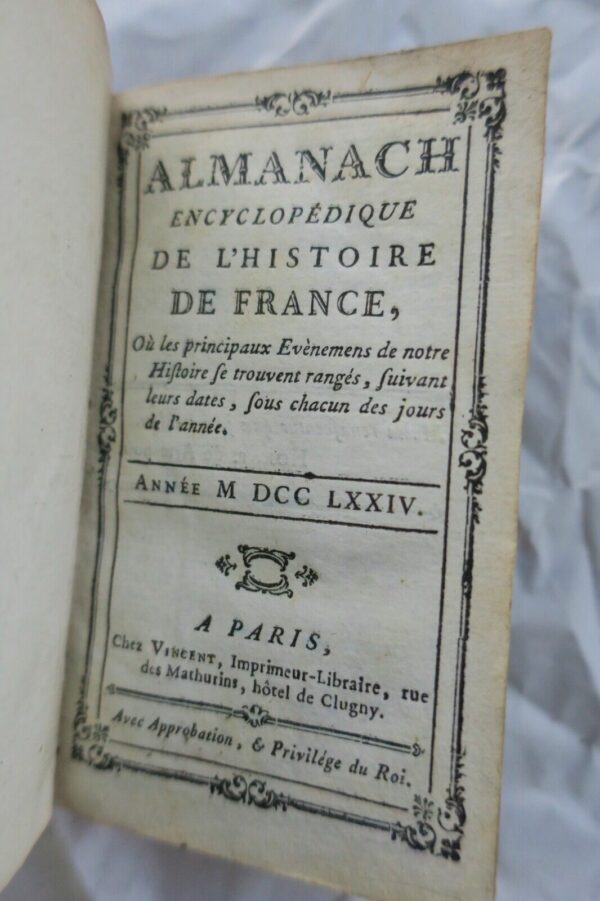 ALMANACH
ENCYCLOPÉDIQUE
DE L'HISTOIRE
DE FRANCE,
Où les principaux Evènemens de notre
Hiſtoire ſe trouvent rangés, ſuivant
leurs dates, ſous chacun des jours
de l'année.
ANNÉE M DCC LXXIV.
A PARIS,
Chez VINCENT, Imprimeur-Libraire, rue
des Mathurins, hôtel de Clugny.
Avec Approbation, & Privilége du Roi.